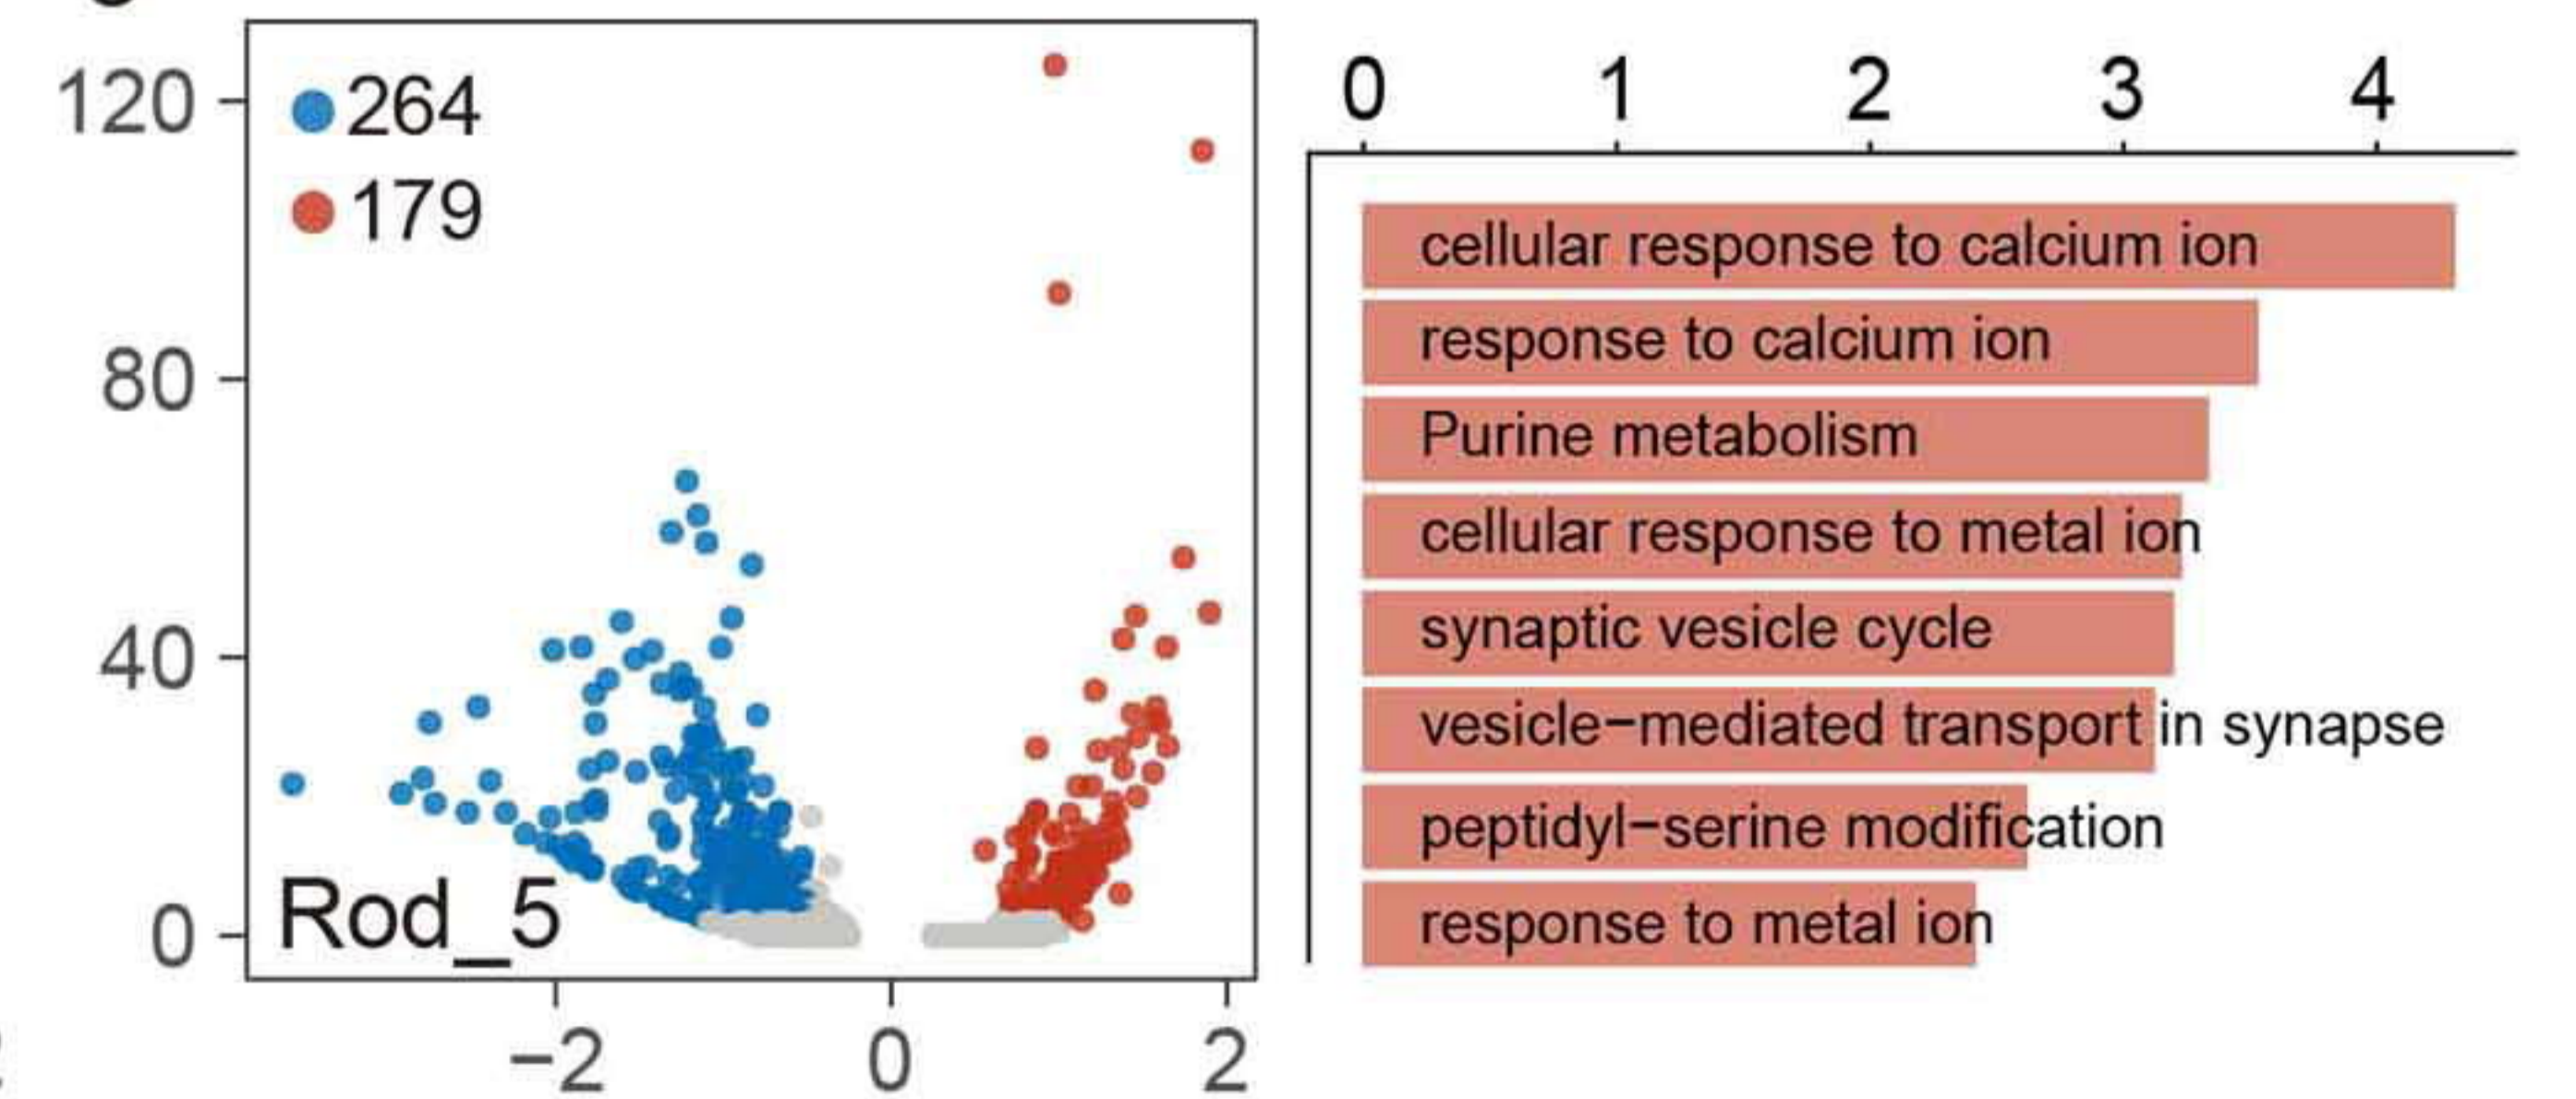 120
80
40
0
264
179
Rod_5
−2 0 2
0 1 2 3 4
cellular response to calcium ion
response to calcium ion
Purine metabolism
cellular response to metal ion
synaptic vesicle cycle
vesicle−mediated transport in synapse
peptidyl−serine modification
response to metal ion